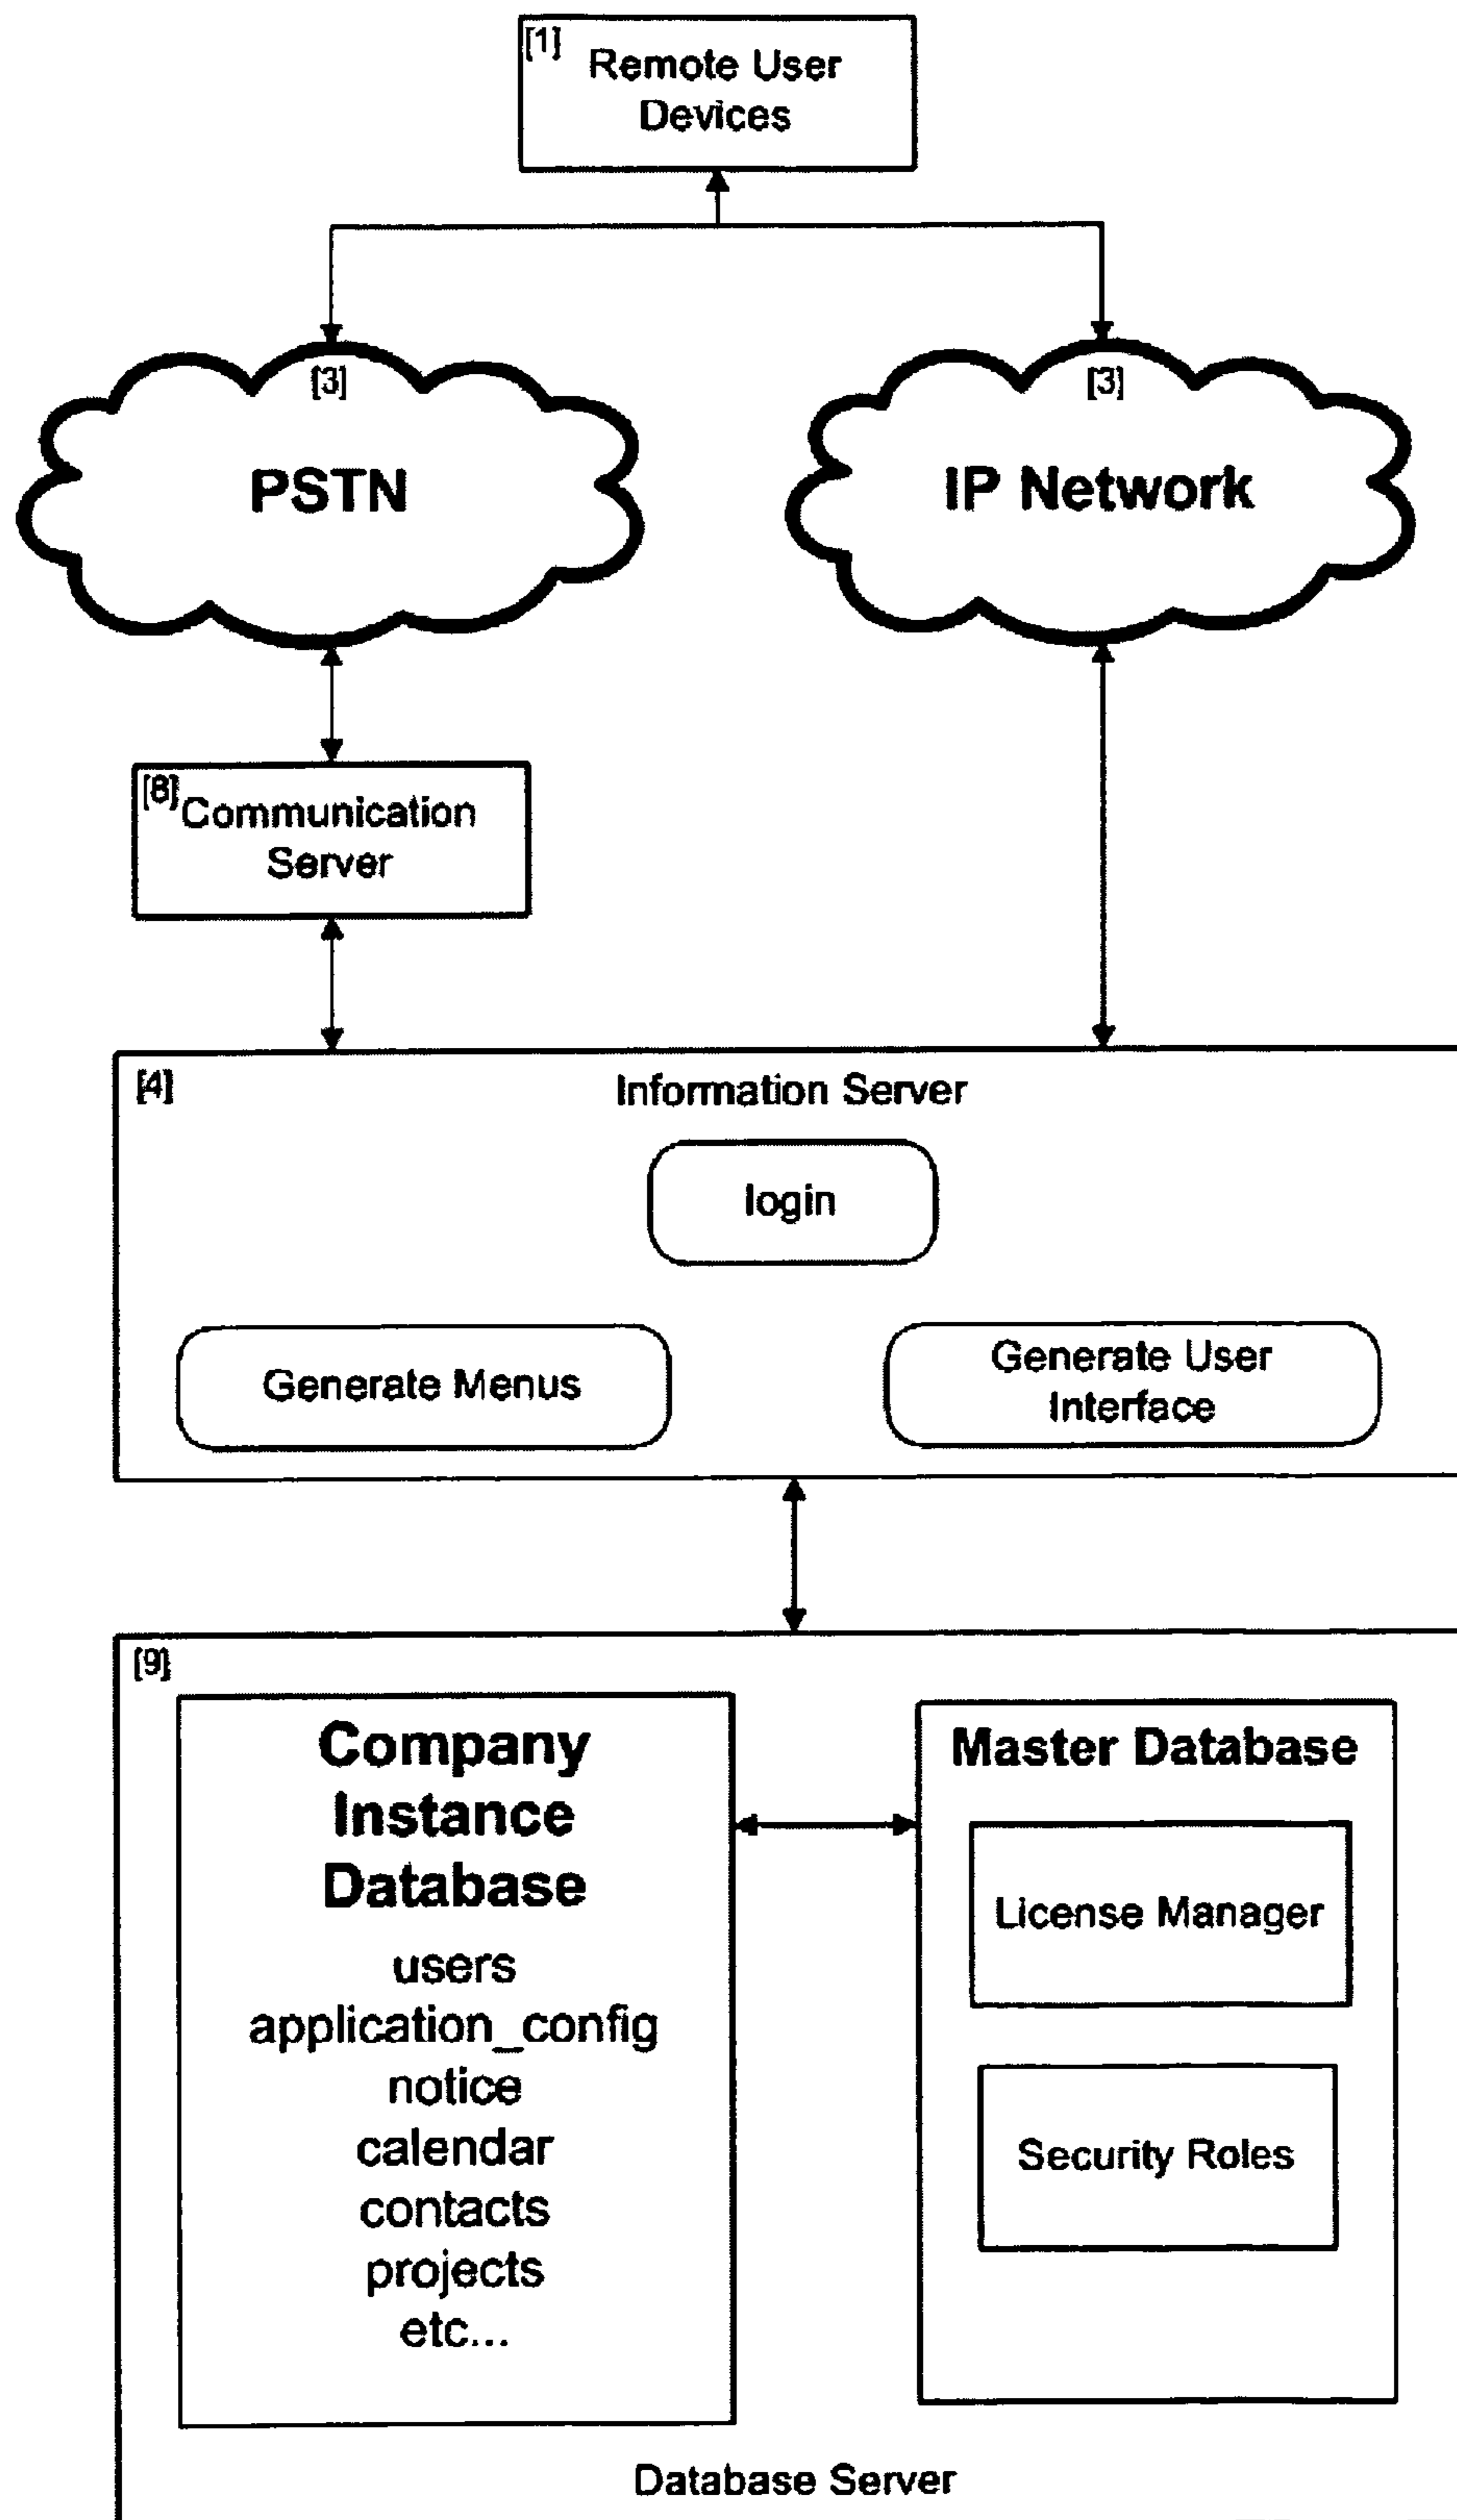 [1]
Remote User
Devices
[3]
PSTN
[3]
IP Network
[8]
Communication
Server
[4]
Information Server
login
Generate Menus
Generate User
Interface
[9]
Company
Instance
Database
users
application_config
notice
calendar
contacts
projects
etc...
Master Database
License Manager
Security Roles
Database Server